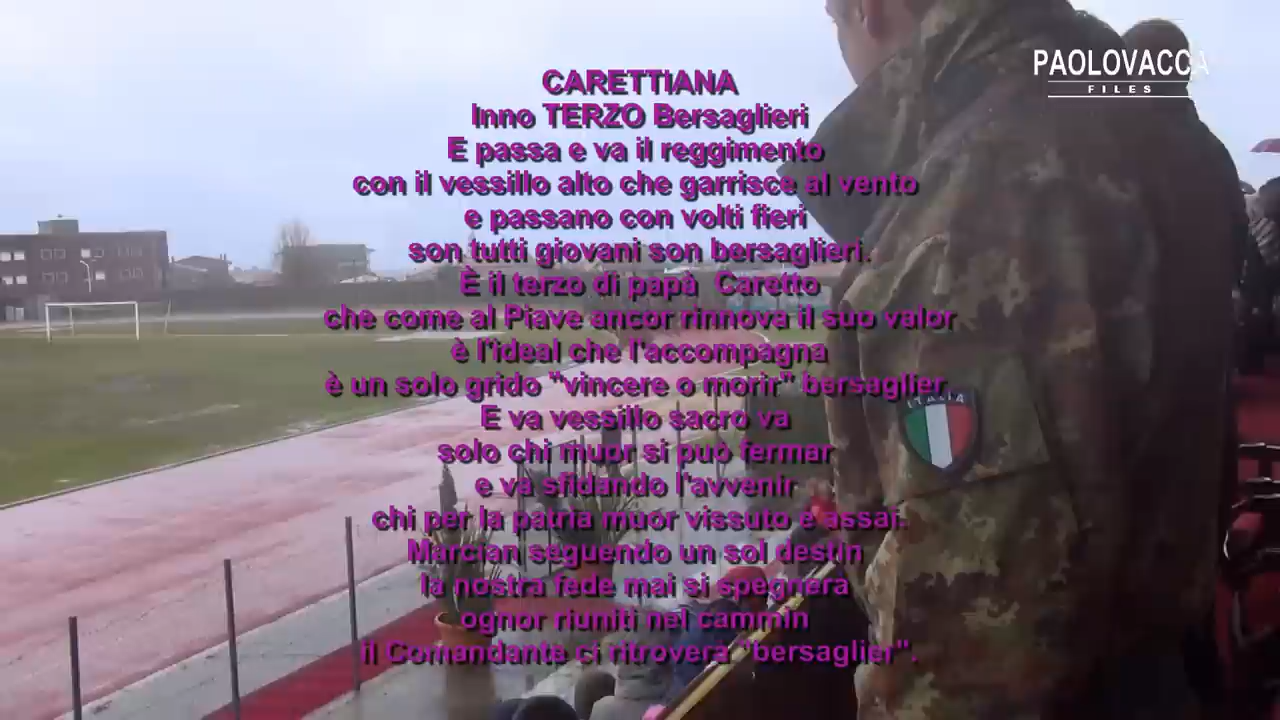 PAOLOVACCA
FILES
CARETTIANA
Inno TERZO Bersaglieri
E passa e va il reggimento
con il vessillo alto che garrisce al vento
e passano con volti fieri
son tutti giovani son bersaglieri.
È il terzo di papà Caretto
che come al Piave ancor rinnova il suo valor
è l'ideal che l'accompagna
è un solo grido "vincere o morir" bersaglier.
E va vessillo sacro va
solo chi muor si puo fermar
e va sfidando l'avvenir
chi per la patria muor vissuto e assai.
Marcian seguendo un sol destin
la nostra fede mai si spegnera
ognor riuniti nel cammin
il Comandante ci ritrovera "bersaglier".
ITALIA